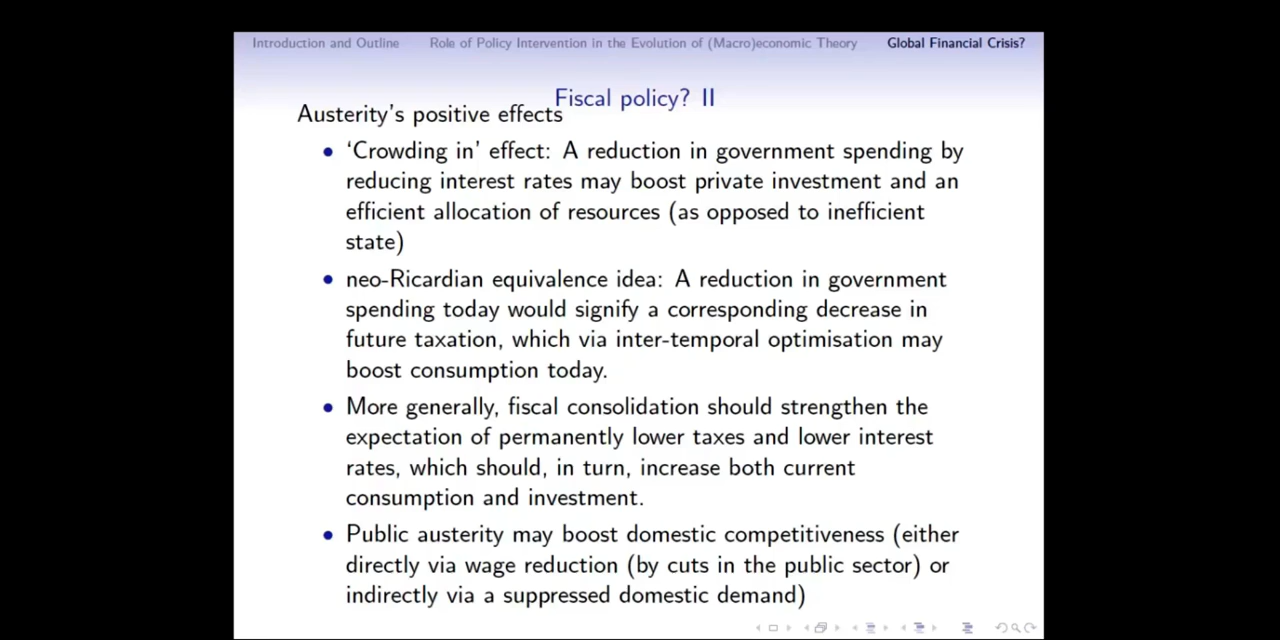 Introduction and Outline Role of Policy Intervention in the Evolution of (Macro)economic Theory Global Financial Crisis?
Fiscal policy? II
Austerity's positive effects
• ‘Crowding in’ effect: A reduction in government spending by
reducing interest rates may boost private investment and an
efficient allocation of resources (as opposed to inefficient
state)
• neo-Ricardian equivalence idea: A reduction in government
spending today would signify a corresponding decrease in
future taxation, which via inter-temporal optimisation may
boost consumption today.
• More generally, fiscal consolidation should strengthen the
expectation of permanently lower taxes and lower interest
rates, which should, in turn, increase both current
consumption and investment.
• Public austerity may boost domestic competitiveness (either
directly via wage reduction (by cuts in the public sector) or
indirectly via a suppressed domestic demand)